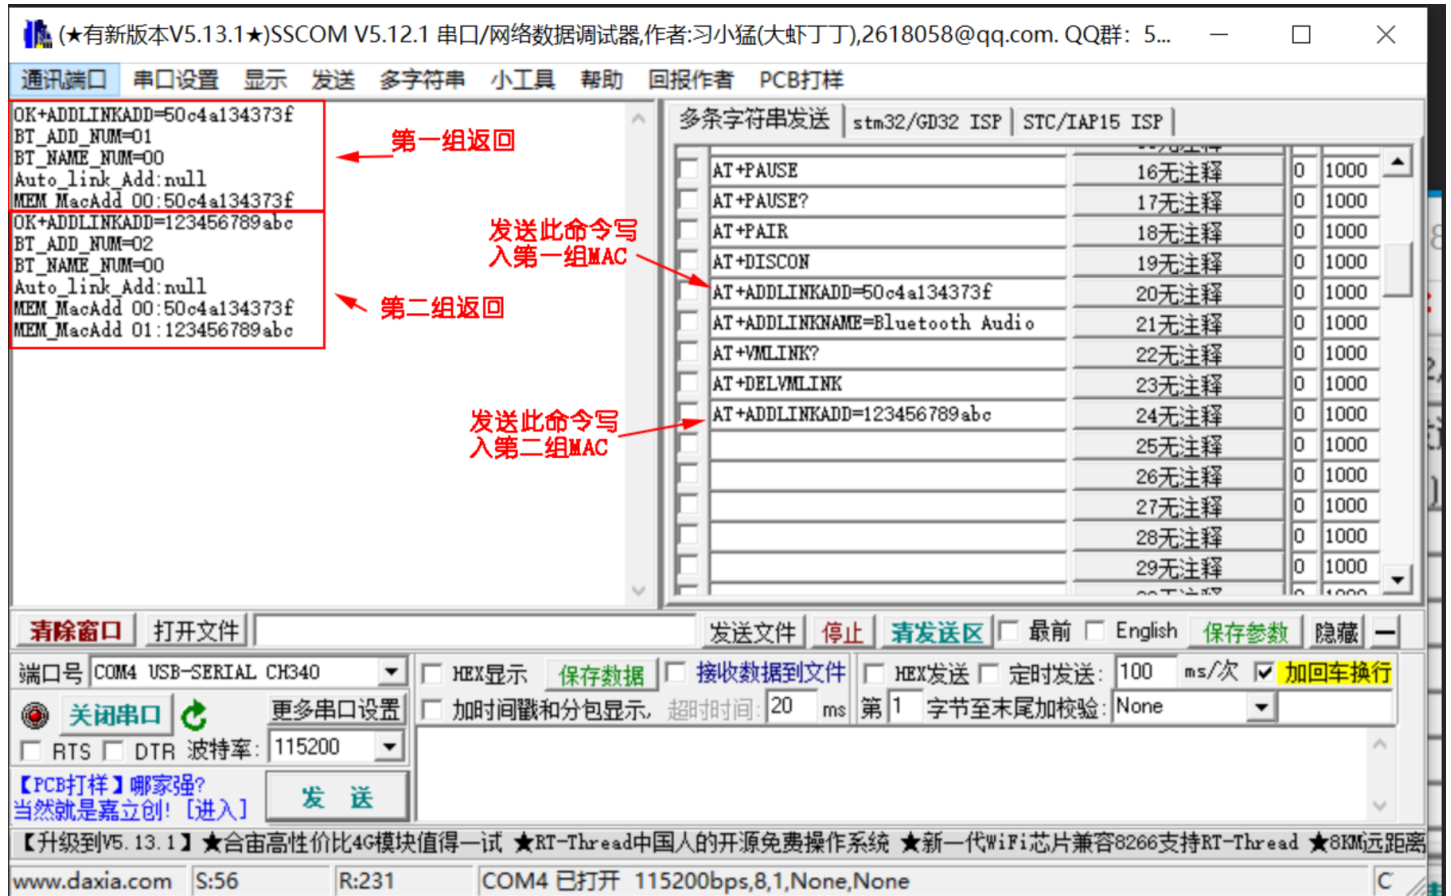 (★有新版本V5.13.1★)SSCOM V5.12.1 串口/网络数据调试器,作者:习小猛(大虾丁丁),2618058@qq.com. QQ群：5...
通讯端口 串口设置 显示 发送 多字符串 小工具 帮助 回报作者 PCB打样
OK+ADDLINKADD=50c4a134373f
BT_ADD_NUM=01
BT_NAME_NUM=00
Auto_link_Add:null
MEM_MacAdd 00:50c4a134373f
OK+ADDLINKADD=123456789abc
BT_ADD_NUM=02
BT_NAME_NUM=00
Auto_link_Add:null
MEM_MacAdd 00:50c4a134373f
MEM_MacAdd 01:123456789abc
第一组返回
第二组返回
发送此命令写
入第一组MAC
发送此命令写
入第二组MAC
多条字符串发送 stm32/GD32 ISP STC/IAP15 ISP
AT+PAUSE 16无注释 0 1000
AT+PAUSE? 17无注释 0 1000
AT+PAIR 18无注释 0 1000
AT+DISCON 19无注释 0 1000
AT+ADDLINKADD=50c4a134373f 20无注释 0 1000
AT+ADDLINKNAME=Bluetooth Audio 21无注释 0 1000
AT+VMLINK? 22无注释 0 1000
AT+DELVMLINK 23无注释 0 1000
AT+ADDLINKADD=123456789abc 24无注释 0 1000
25无注释 0 1000
26无注释 0 1000
27无注释 0 1000
28无注释 0 1000
29无注释 0 1000
清除窗口 打开文件 发送文件 停止 清发送区 最前 English 保存参数 隐藏 —
端口号 COM4 USB-SERIAL CH340 HEX显示 保存数据 接收数据到文件 HEX发送 定时发送: 100 ms/次 加回车换行
关闭串口 更多串口设置 加时间戳和分包显示, 超时时间: 20 ms 第 1 字节至末尾加校验: None
RTS DTR 波特率: 115200
【PCB打样】哪家强?
当然就是嘉立创! [进入]
发 送
【升级到V5.13.1】★合宙高性价比4G模块值得一试 ★RT-Thread中国人的开源免费操作系统 ★新一代WiFi芯片兼容8266支持RT-Thread ★8KM远距离
www.daxia.com S:56 R:231 COM4 已打开 115200bps,8,1,None,None C